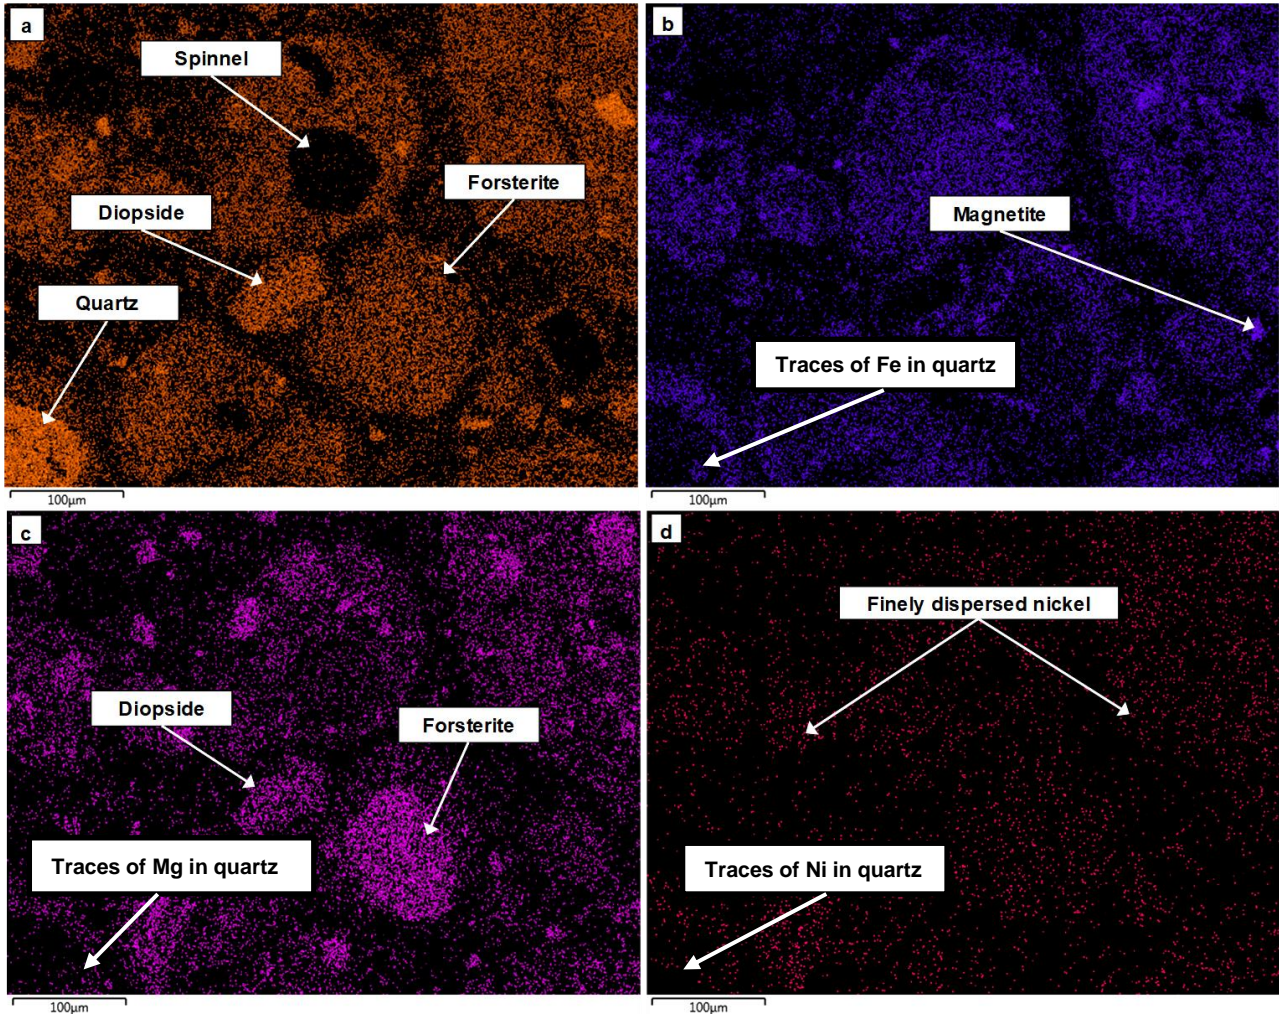 a
Spinnel
Forsterite
Diopside
Quartz
100µm
b
Magnetite
Traces of Fe in quartz
100µm
c
Diopside
Forsterite
Traces of Mg in quartz
100µm
d
Finely dispersed nickel
Traces of Ni in quartz
100µm